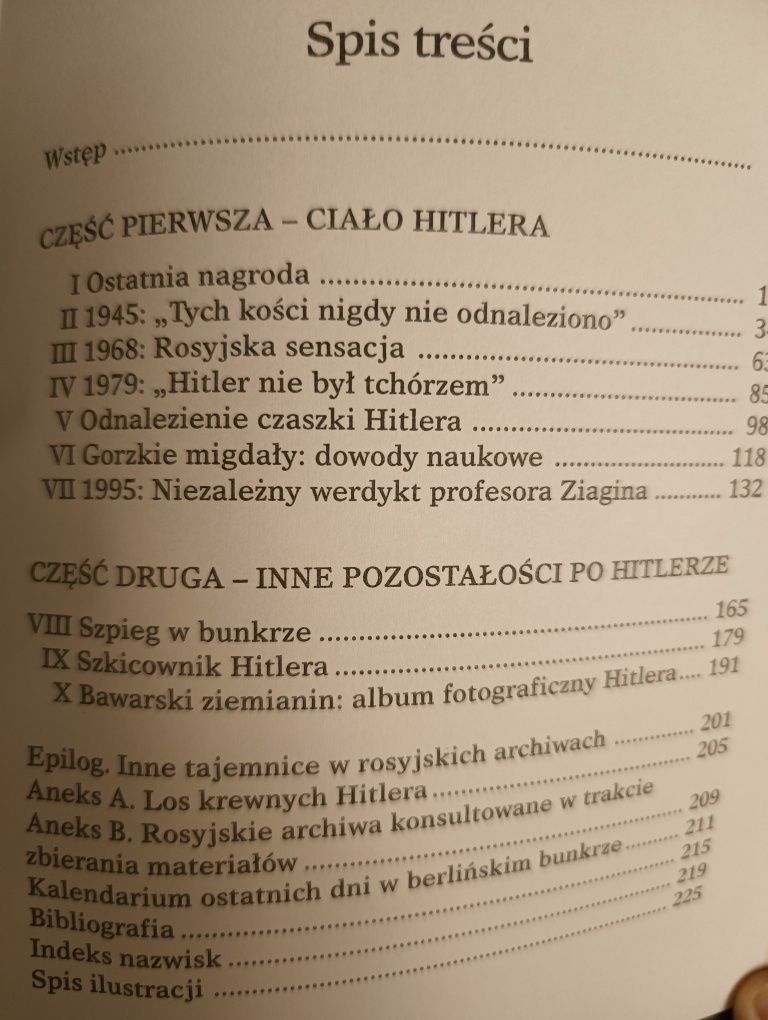 Spis treści
Wstęp ..........
CZĘŚĆ PIERWSZA – CIAŁO HITLERA
I Ostatnia nagroda ..........
II 1945: „Tych kości nigdy nie odnaleziono” ..........
III 1968: Rosyjska sensacja ..........
IV 1979: „Hitler nie był tchórzem” .......... 85
V Odnalezienie czaszki Hitlera .......... 98
VI Gorzkie migdały: dowody naukowe .......... 118
VII 1995: Niezależny werdykt profesora Ziagina .......... 132
CZĘŚĆ DRUGA – INNE POZOSTAŁOŚCI PO HITLERZE
VIII Szpieg w bunkrze .......... 165
IX Szkicownik Hitlera .......... 179
X Bawarski ziemianin: album fotograficzny Hitlera .... 191
Epilog. Inne tajemnice w rosyjskich archiwach .......... 201
Aneks A. Los krewnych Hitlera .......... 205
Aneks B. Rosyjskie archiwa konsultowane w trakcie
zbierania materiałów .......... 209
Kalendarium ostatnich dni w berlińskim bunkrze .......... 211
Bibliografia .......... 215
Indeks nazwisk .......... 219
Spis ilustracji .......... 225